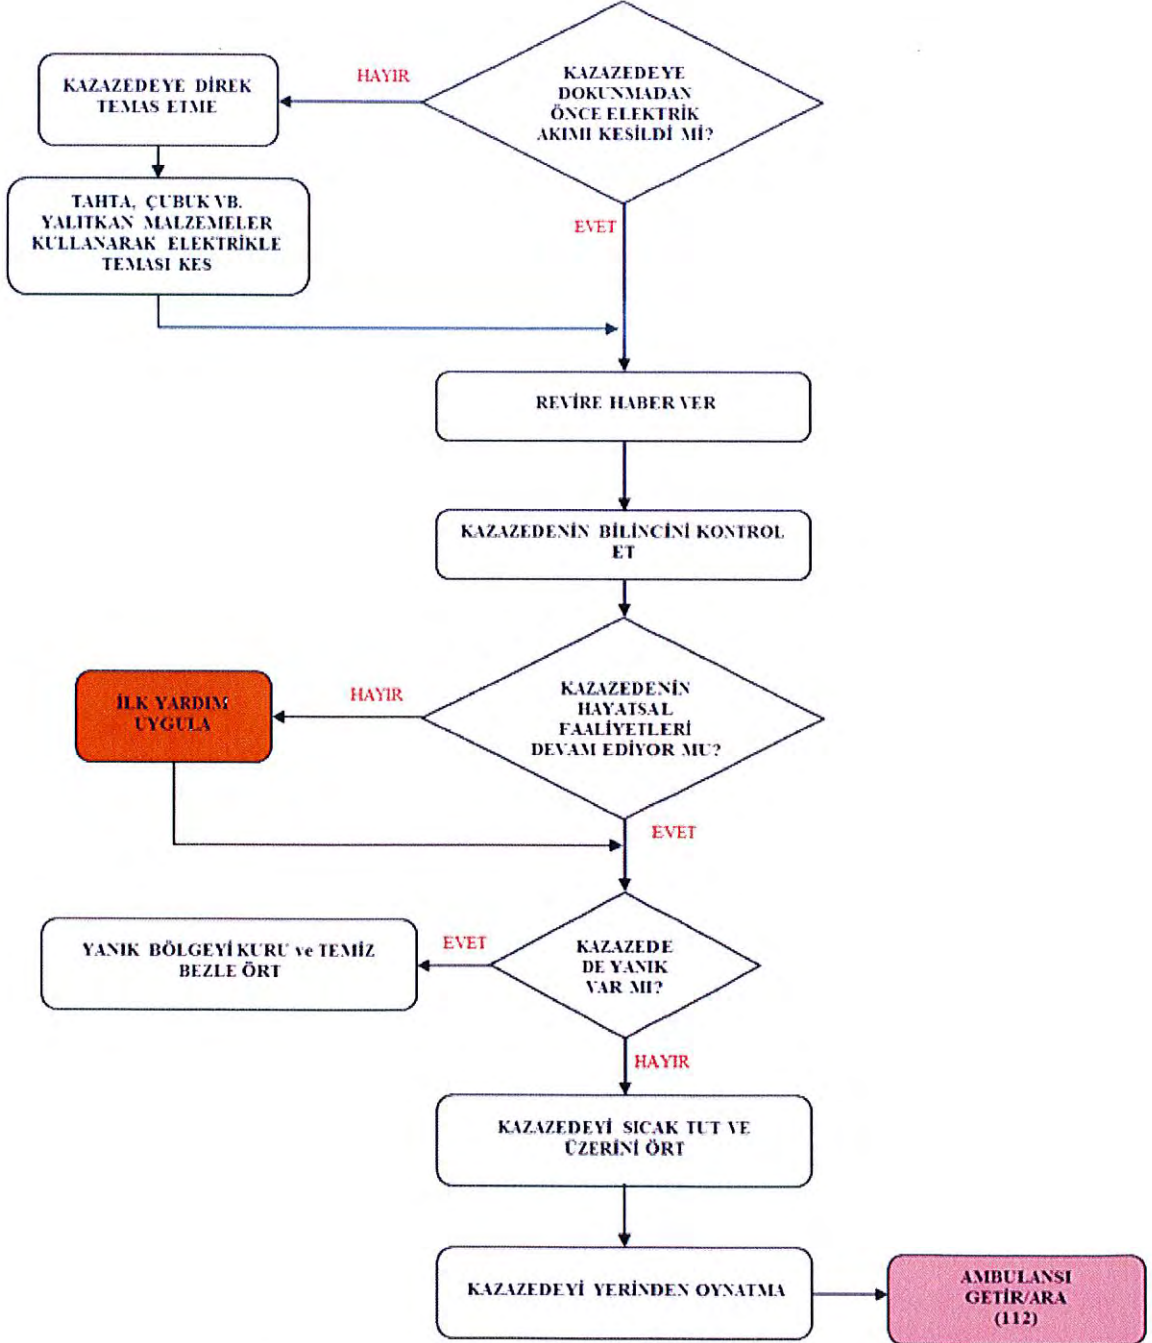 KAZAZEDEYE
DOKUNMADAN
ÖNCE ELEKTRİK
AKIMI KESİLDİ Mİ?
HAYIR
KAZAZEDEYE DİREK
TEMAS ETME
TAHTA, ÇUBUK VB.
YALITKAN MALZEMELER
KULLANARAK ELEKTRİKLE
TEMASI KES
EVET
REVİRE HABER VER
KAZAZEDENİN BİLİNCİNİ KONTROL
ET
KAZAZEDENİN
HAYATSAL
FAALİYETLERİ
DEVAM EDİYOR MU?
HAYIR
İLK YARDIM
UYGULA
EVET
KAZAZEDE
DE YANIK
VAR MI?
EVET
YANIK BÖLGEYİ KURU ve TEMİZ
BEZLE ÖRT
HAYIR
KAZAZEDEYİ SICAK TUT VE
ÜZERİNİ ÖRT
KAZAZEDEYİ YERİNDEN OYNATMA
AMBULANSI
GETİR/ARA
(112)